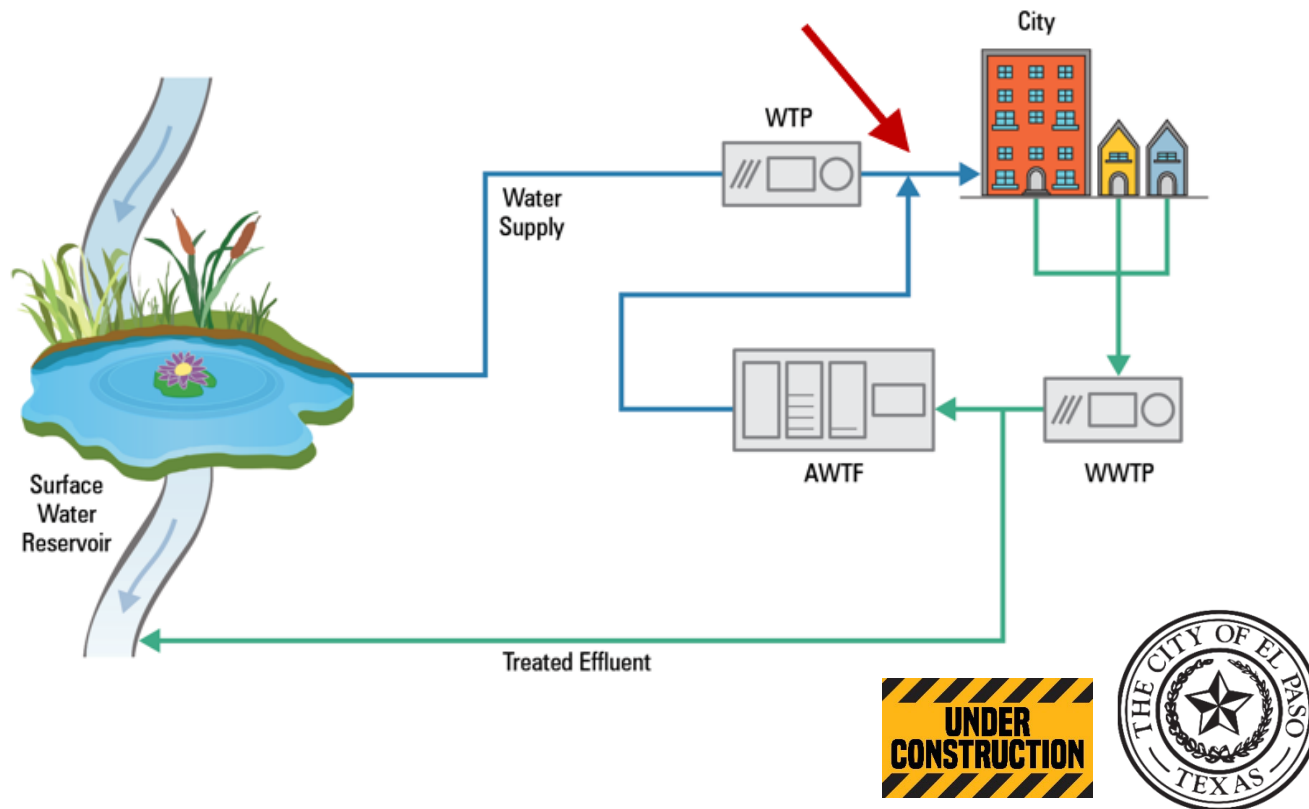 City
WTP
Water
Supply
AWTF
WWTP
Surface
Water
Reservoir
Treated Effluent
UNDER
CONSTRUCTION
THE CITY OF EL PASO
TEXAS